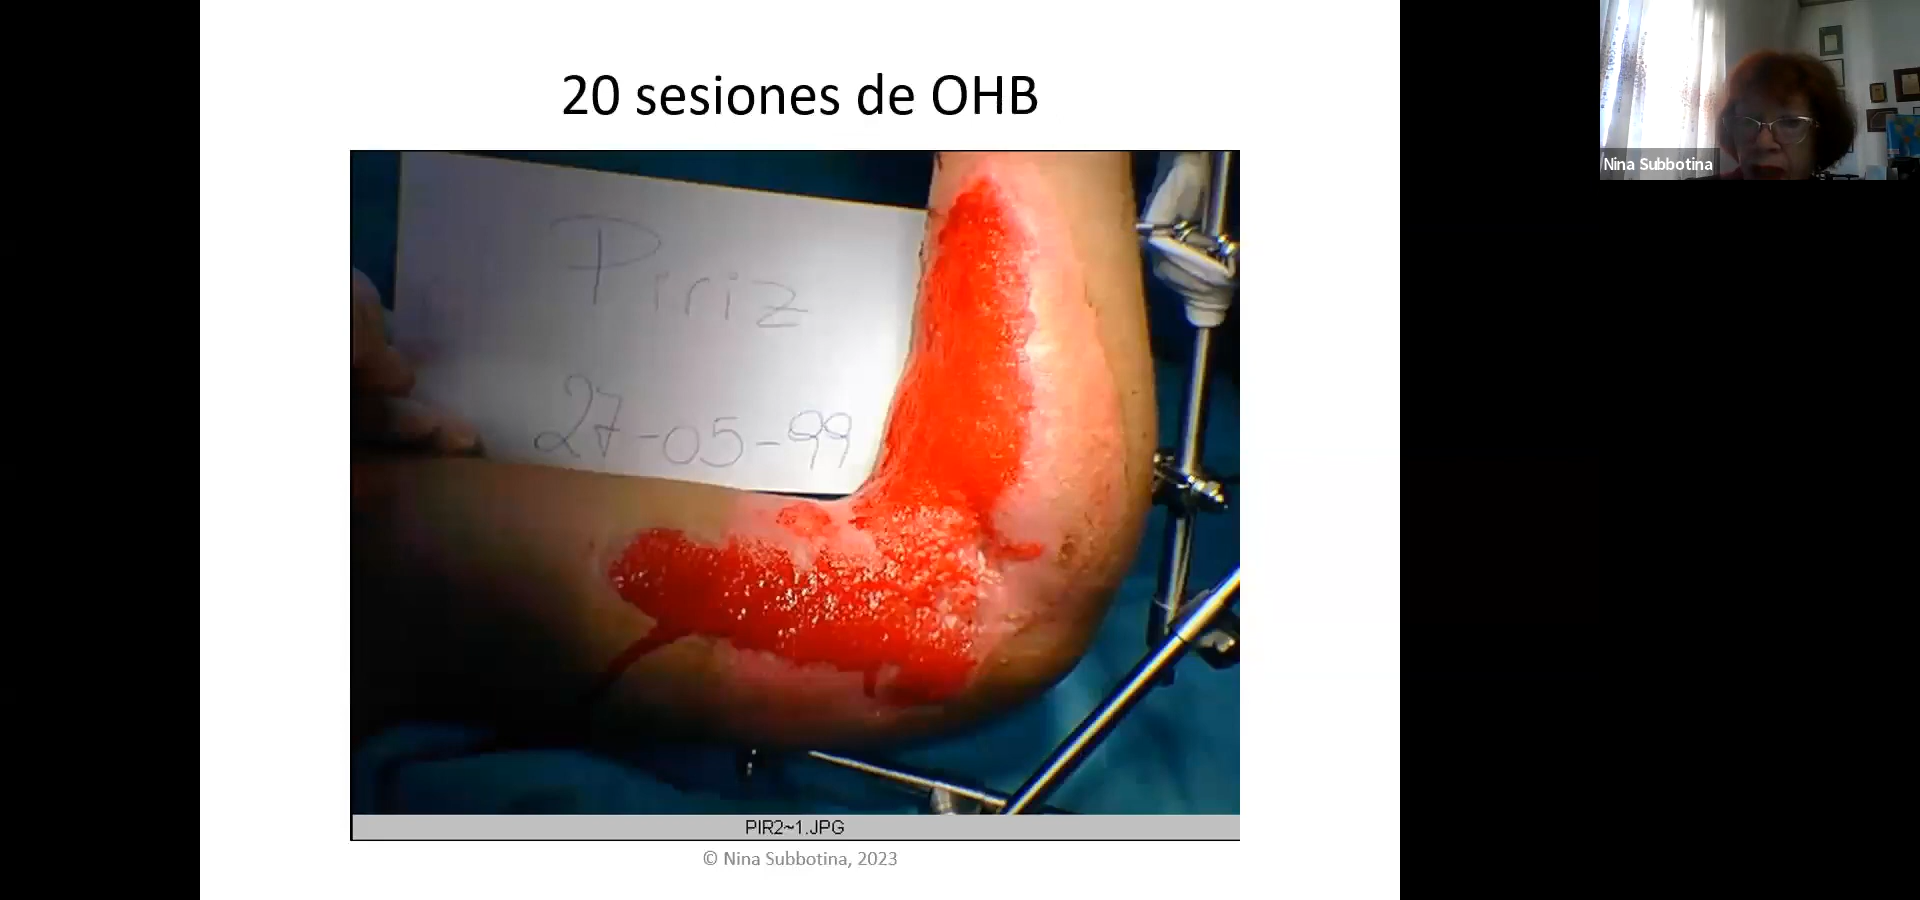 20 sesiones de OHB
Piriz
27-05-99
PIR2~1.JPG
© Nina Subbotina, 2023
Nina Subbotina